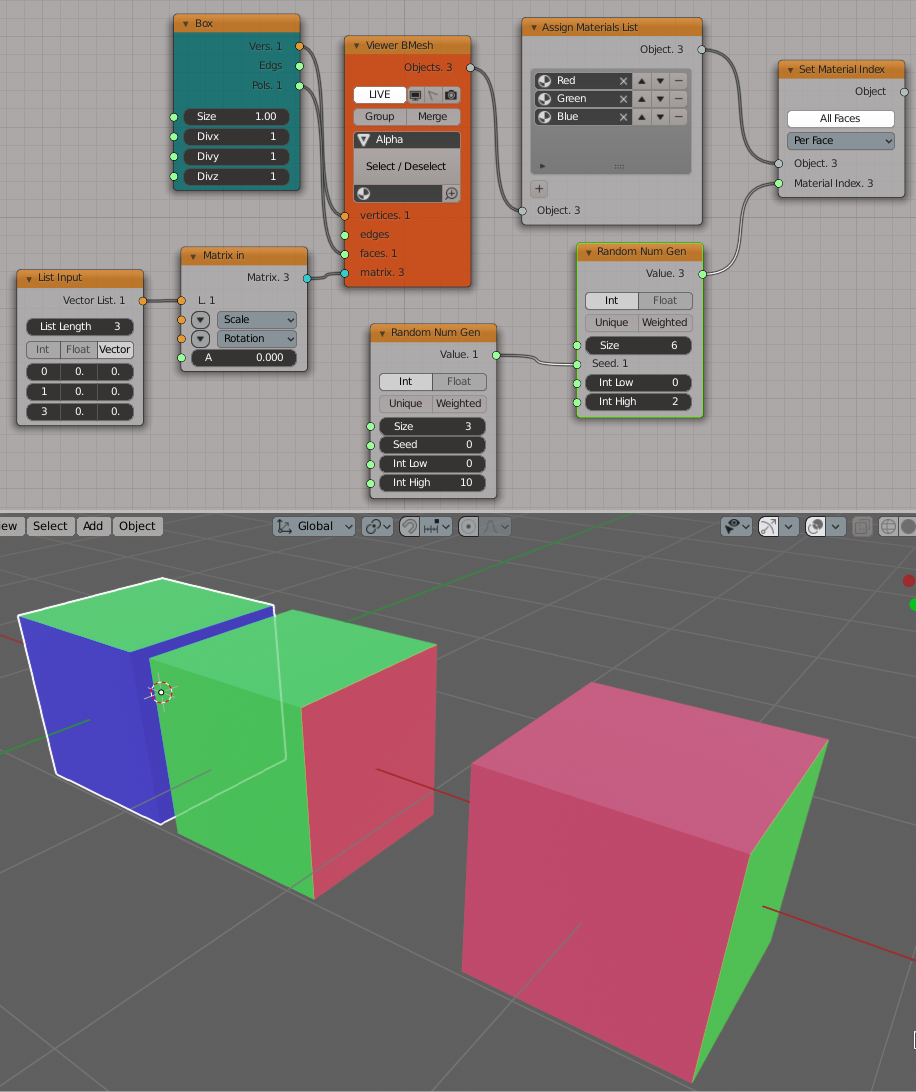 Box
Vers. 1
Edgs
Pols. 1
Size 1.00
Divx 1
Divy 1
Divz 1
Viewer BMesh
Objects. 3
LIVE
Group Merge
Alpha
Select / Deselect
vertices. 1
edges
faces. 1
matrix. 3
Assign Materials List
Object. 3
Red
Green
Blue
Object. 3
Set Material Index
Object
All Faces
Per Face
Object. 3
Material Index. 3
List Input
Vector List. 1
List Length 3
Int Float Vector
0 0. 0.
1 0. 0.
3 0. 0.
Matrix in
Matrix. 3
L. 1
Scale
Rotation
A 0.000
Random Num Gen
Value. 1
Int Float
Unique Weighted
Size 3
Seed 0
Int Low 0
Int High 10
Random Num Gen
Value. 3
Int Float
Unique Weighted
Size 6
Seed. 1
Int Low 0
Int High 2
ew Select Add Object Global